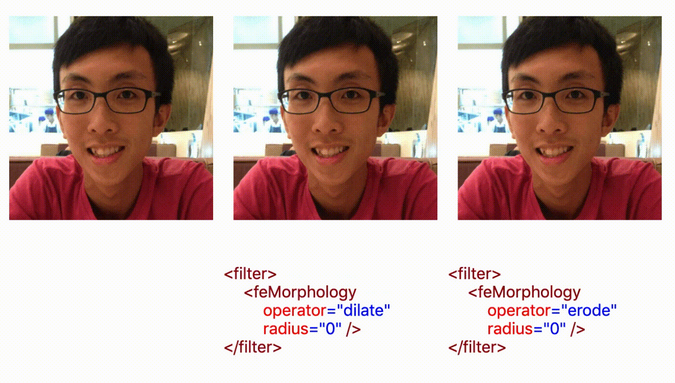 <filter>
<feMorphology
operator="dilate"
radius="0" />
</filter>
<filter>
<feMorphology
operator="erode"
radius="0" />
</filter>